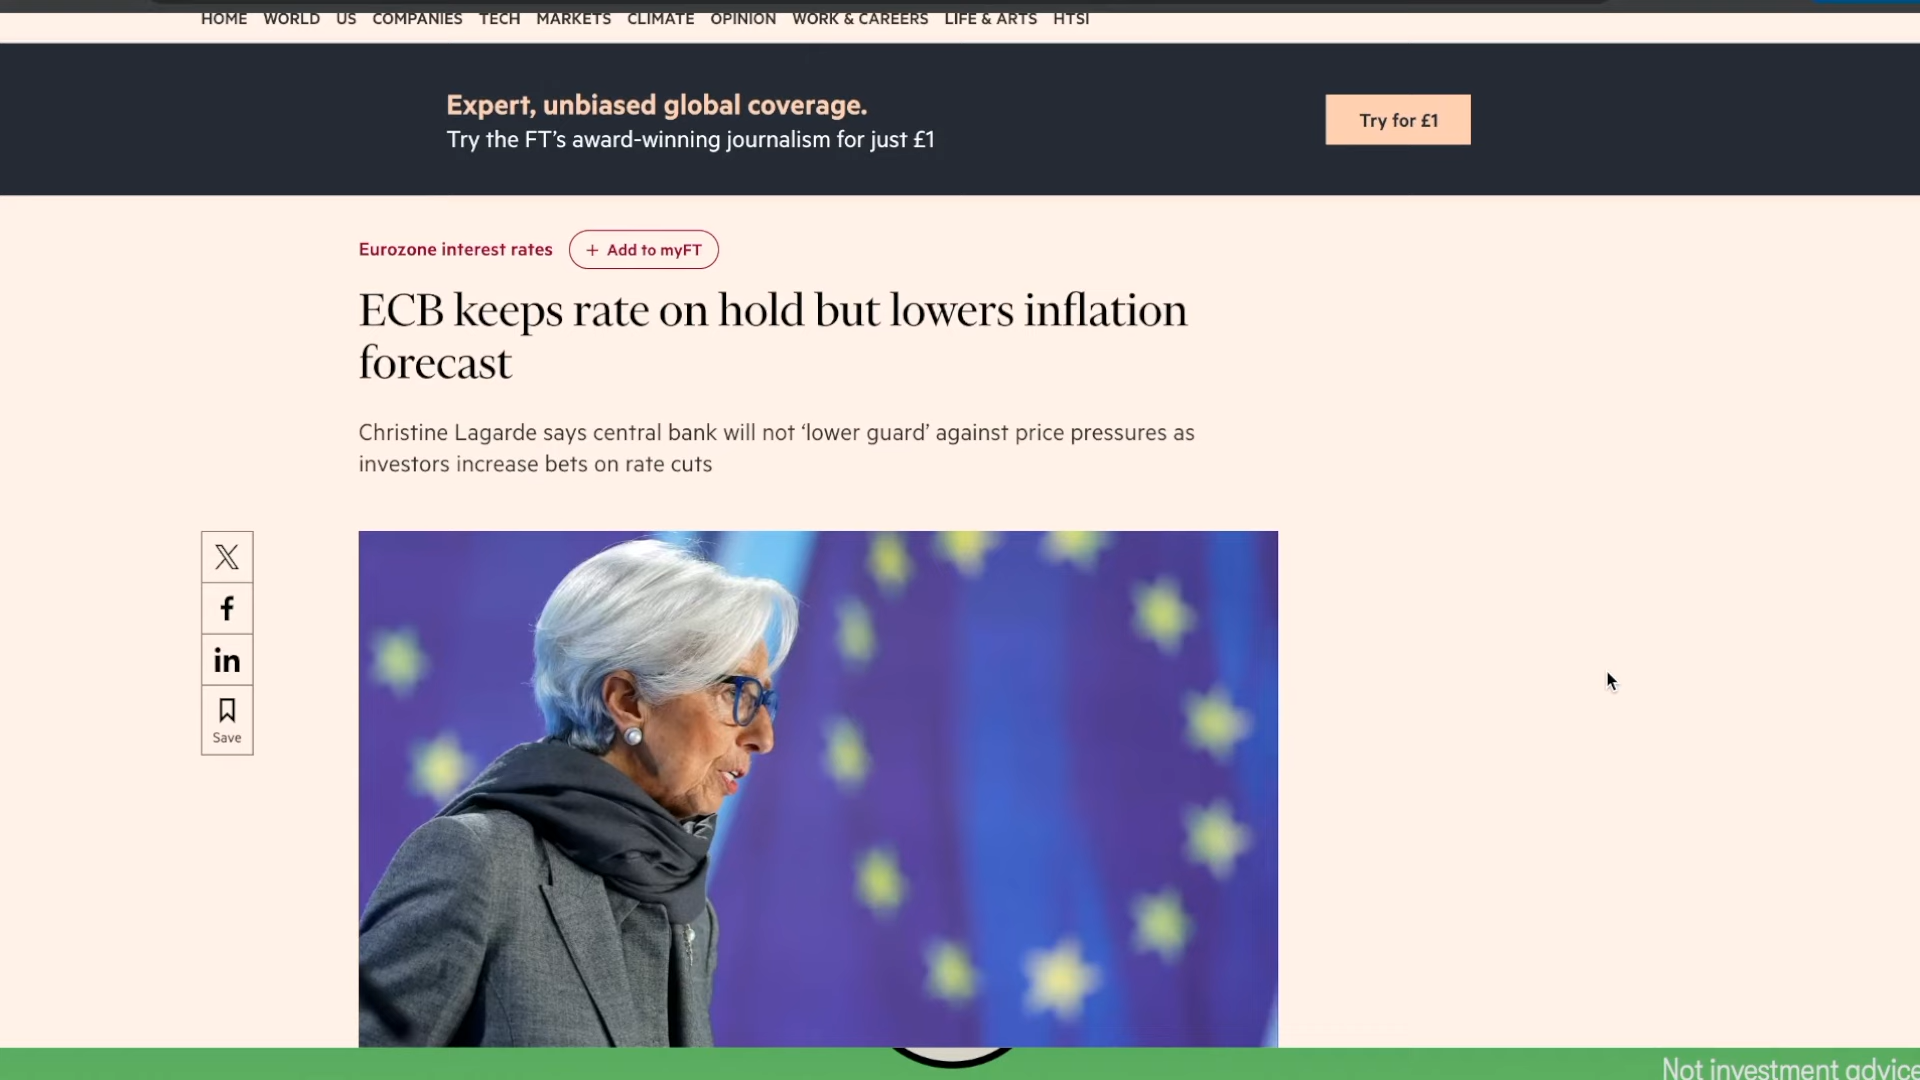 HOME WORLD US COMPANIES TECH MARKETS CLIMATE OPINION WORK & CAREERS LIFE & ARTS HTSI
Expert, unbiased global coverage.
Try the FT’s award-winning journalism for just £1
Try for £1
Eurozone interest rates
+ Add to myFT
ECB keeps rate on hold but lowers inflation
forecast
Christine Lagarde says central bank will not ‘lower guard’ against price pressures as
investors increase bets on rate cuts
X
f
in
Save
Not investment advice